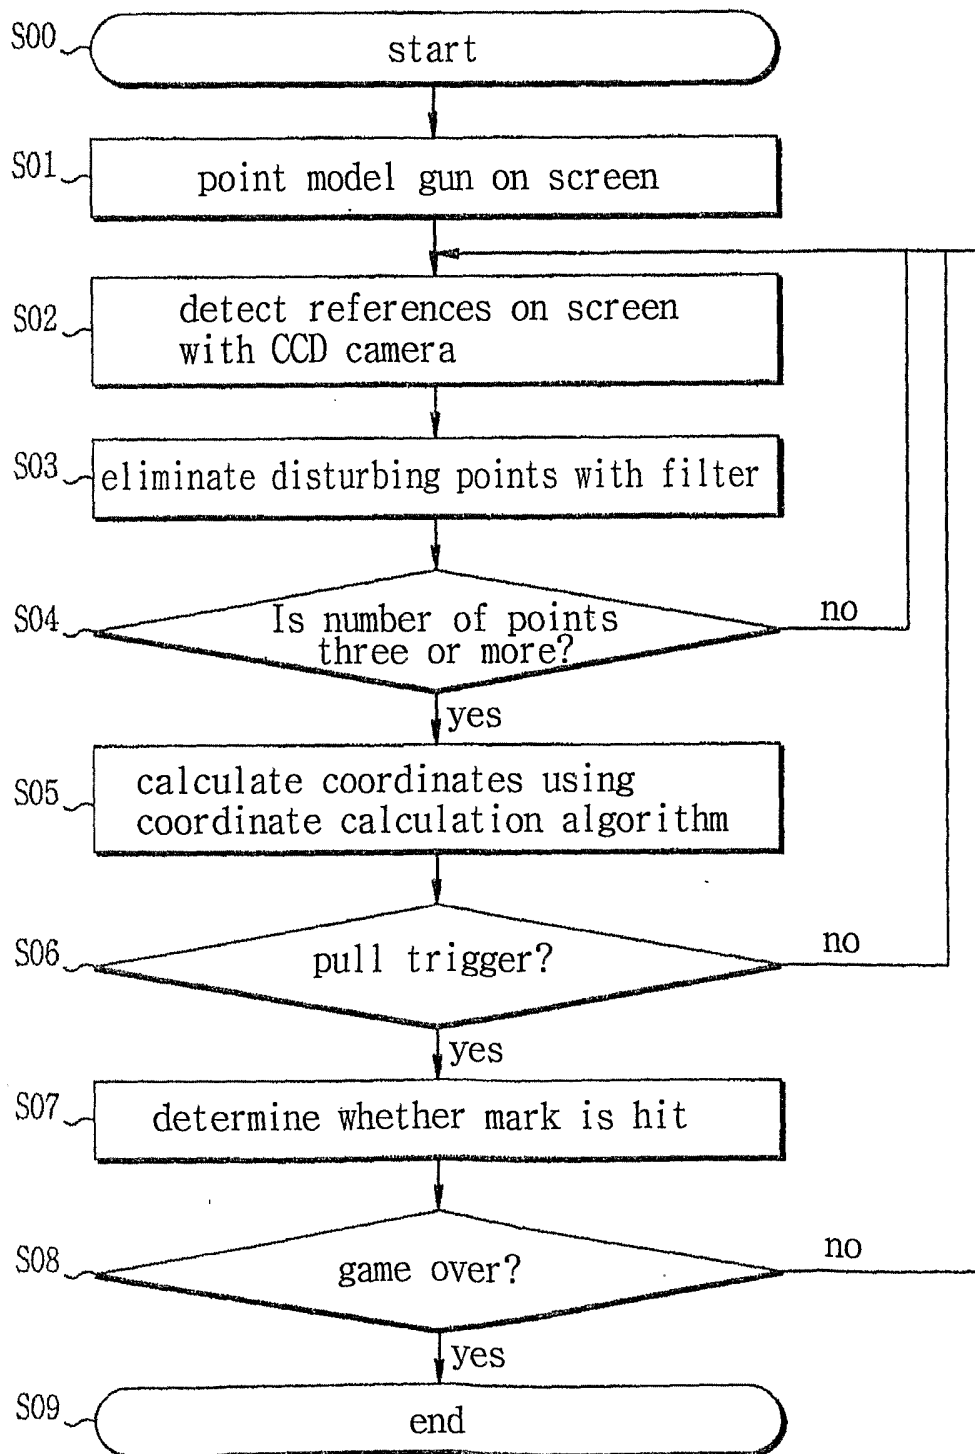 S00
start
S01
point model gun on screen
S02
detect references on screen
with CCD camera
S03
eliminate disturbing points with filter
S04
Is number of points
three or more?
no
yes
S05
calculate coordinates using
coordinate calculation algorithm
S06
pull trigger?
no
yes
S07
determine whether mark is hit
S08
game over?
no
yes
S09
end